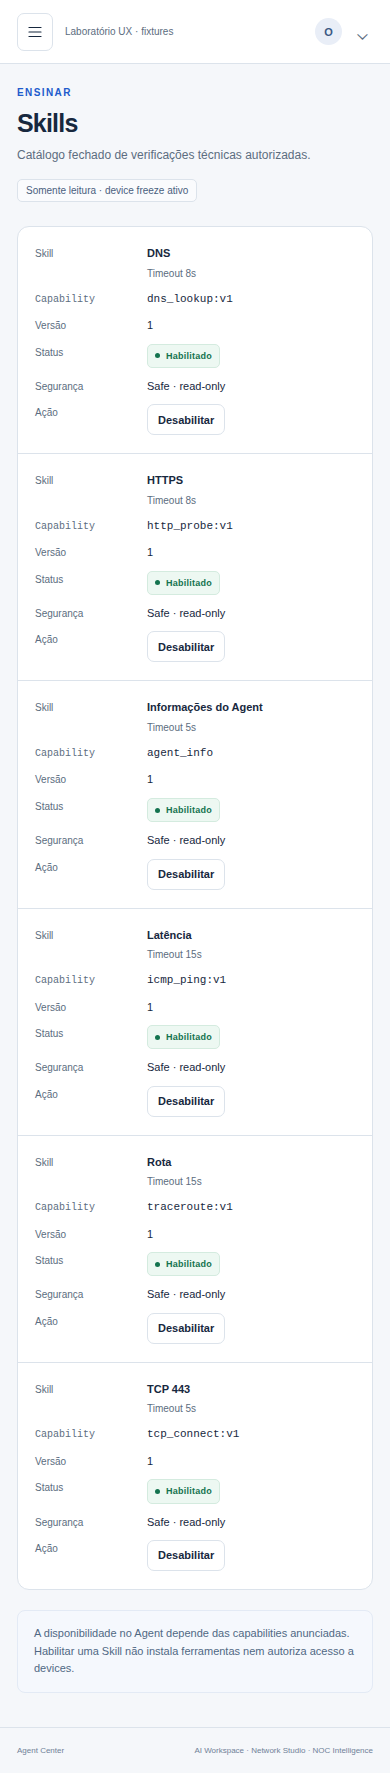 Laboratório UX · fixtures
O
ENSINAR
Skills
Catálogo fechado de verificações técnicas autorizadas.
Somente leitura · device freeze ativo
Skill DNS
Timeout 8s
Capability dns_lookup:v1
Versão 1
Status Habilitado
Segurança Safe · read-only
Ação Desabilitar
Skill HTTPS
Timeout 8s
Capability http_probe:v1
Versão 1
Status Habilitado
Segurança Safe · read-only
Ação Desabilitar
Skill Informações do Agent
Timeout 5s
Capability agent_info
Versão 1
Status Habilitado
Segurança Safe · read-only
Ação Desabilitar
Skill Latência
Timeout 15s
Capability icmp_ping:v1
Versão 1
Status Habilitado
Segurança Safe · read-only
Ação Desabilitar
Skill Rota
Timeout 15s
Capability traceroute:v1
Versão 1
Status Habilitado
Segurança Safe · read-only
Ação Desabilitar
Skill TCP 443
Timeout 5s
Capability tcp_connect:v1
Versão 1
Status Habilitado
Segurança Safe · read-only
Ação Desabilitar
A disponibilidade no Agent depende das capabilities anunciadas.
Habilitar uma Skill não instala ferramentas nem autoriza acesso a
devices.
Agent Center AI Workspace · Network Studio · NOC Intelligence